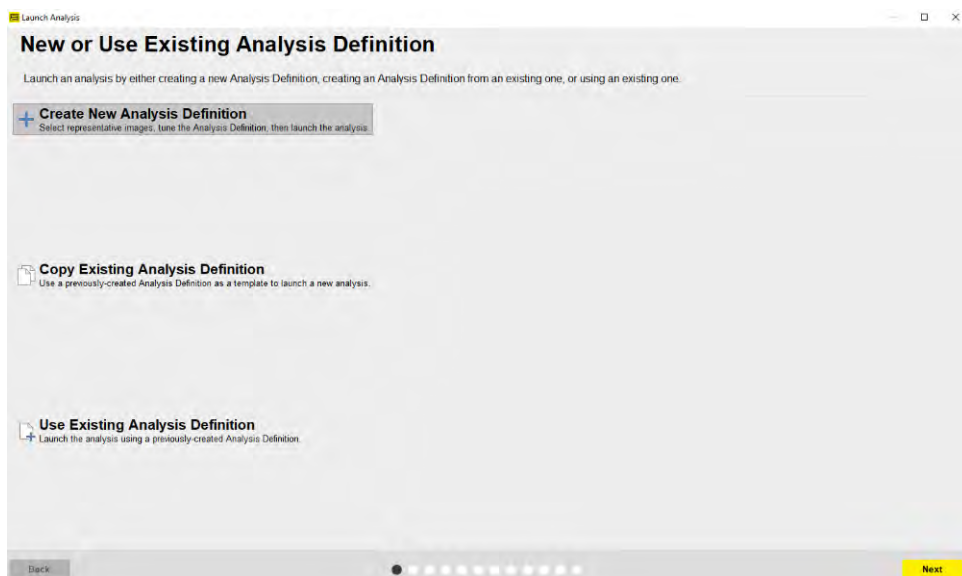 Launch Analysis
New or Use Existing Analysis Definition
Launch an analysis by either creating a new Analysis Definition, creating an Analysis Definition from an existing one, or using an existing one.
Create New Analysis Definition
Select representative images, tune the Analysis Definition, then launch the analysis.
Copy Existing Analysis Definition
Use a previously-created Analysis Definition as a template to launch a new analysis.
Use Existing Analysis Definition
Launch the analysis using a previously-created Analysis Definition.
Back
Next